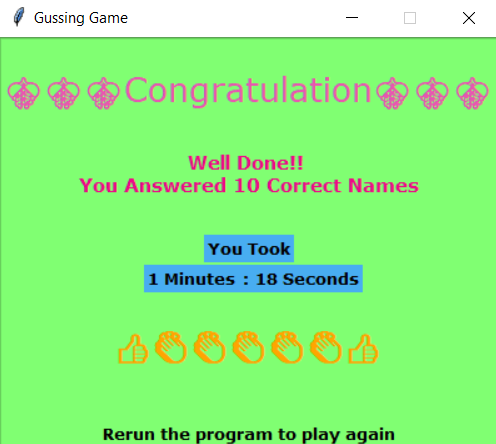 Gussing Game
💐💐💐Congratulation💐💐💐
Well Done!!
You Answered 10 Correct Names
You Took
1 Minutes : 18 Seconds
👍👏👏👏👏👏👍
Rerun the program to play again